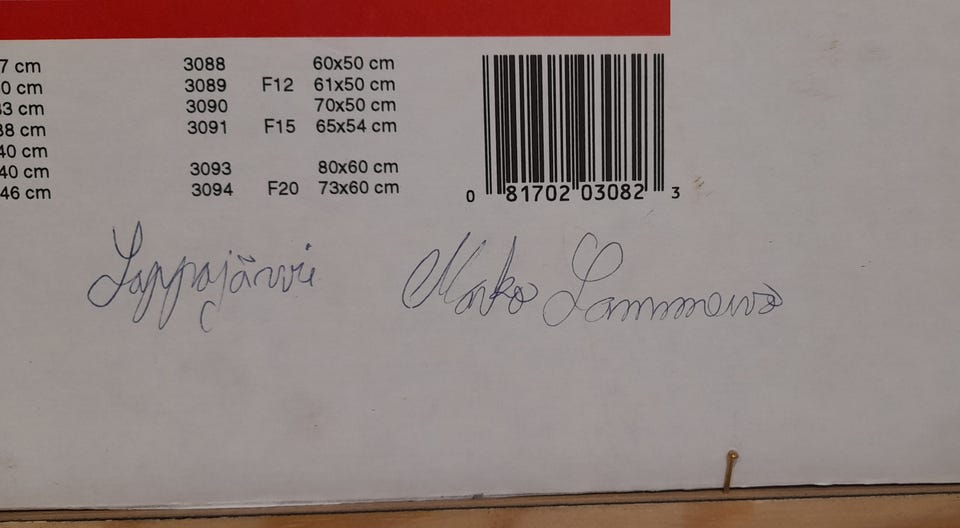 7 cm 3088 60x50 cm
0 cm 3089 F12 61x50 cm
33 cm 3090 70x50 cm
38 cm 3091 F15 65x54 cm
40 cm
40 cm 3093 80x60 cm
46 cm 3094 F20 73x60 cm
0 81702 03082 3
Lappajärvi Marko